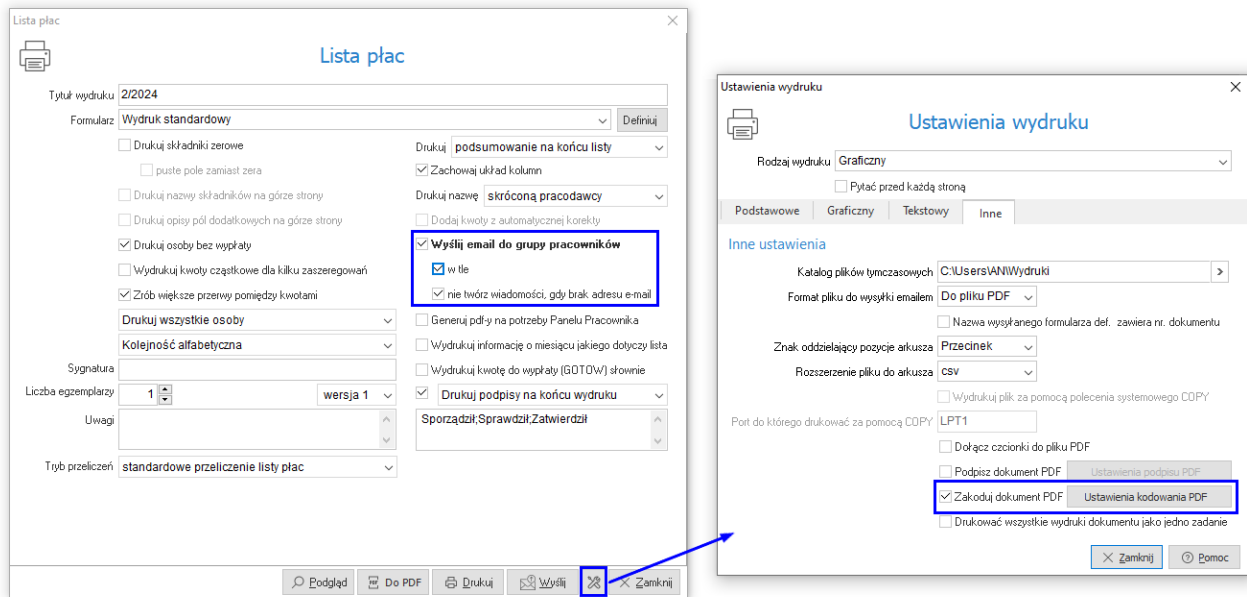 Lista płac
Lista płac
Tytuł wydruku 2/2024
Formularz Wydruk standardowy Definiuj
Drukuj składniki zerowe
puste pole zamiast zera
Drukuj nazwy składników na górze strony
Drukuj opisy pól dodatkowych na górze strony
Drukuj osoby bez wypłaty
Wydrukuj kwoty cząstkowe dla kilku zaszeregowań
Zrób większe przerwy pomiędzy kwotami
Drukuj wszystkie osoby
Kolejność alfabetyczna
Sygnatura
Liczba egzemplarzy 1 wersja 1
Uwagi
Tryb przeliczeń standardowe przeliczenie listy płac
Drukuj podsumowanie na końcu listy
Zachowaj układ kolumn
Drukuj nazwę skróconą pracodawcy
Dodaj kwoty z automatycznej korekty
Wyślij email do grupy pracowników
w tle
nie twórz wiadomości, gdy brak adresu e-mail
Generuj pdf-y na potrzeby Panelu Pracownika
Wydrukuj informację o miesiącu jakiego dotyczy lista
Wydrukuj kwotę do wypłaty (GOTÓW) słownie
Drukuj podpisy na końcu wydruku
Sporządził;Sprawdził;Zatwierdził
Podgląd Do PDF Drukuj Wyślij Zamknij
Ustawienia wydruku
Ustawienia wydruku
Rodzaj wydruku Graficzny
Pytać przed każdą stroną
Podstawowe Graficzny Tekstowy Inne
Inne ustawienia
Katalog plików tymczasowych C:\Users\AN\Wydruki
Format pliku do wysyłki emailem Do pliku PDF
Nazwa wysyłanego formularza def. zawiera nr. dokumentu
Znak oddzielający pozycje arkusza Przecinek
Rozszerzenie pliku do arkusza csv
Wydrukuj plik za pomocą polecenia systemowego COPY
Port do którego drukować za pomocą COPY LPT1
Dołącz czcionki do pliku PDF
Podpisz dokument PDF Ustawienia podpisu PDF
Zakoduj dokument PDF Ustawienia kodowania PDF
Drukować wszystkie wydruki dokumentu jako jedno zadanie
Zamknij Pomoc